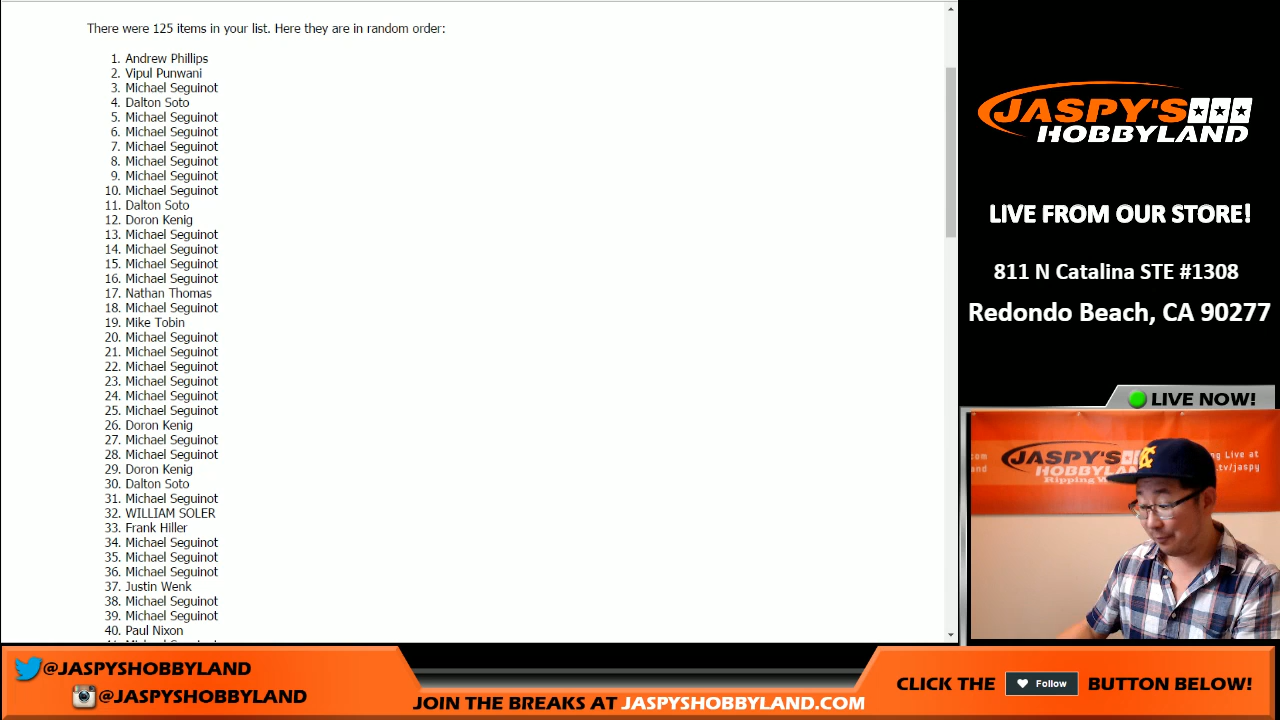 There were 125 items in your list. Here they are in random order:
1. Andrew Phillips
2. Vipul Punwani
3. Michael Seguinot
4. Dalton Soto
5. Michael Seguinot
6. Michael Seguinot
7. Michael Seguinot
8. Michael Seguinot
9. Michael Seguinot
10. Michael Seguinot
11. Dalton Soto
12. Doron Kenig
13. Michael Seguinot
14. Michael Seguinot
15. Michael Seguinot
16. Michael Seguinot
17. Nathan Thomas
18. Michael Seguinot
19. Mike Tobin
20. Michael Seguinot
21. Michael Seguinot
22. Michael Seguinot
23. Michael Seguinot
24. Michael Seguinot
25. Michael Seguinot
26. Doron Kenig
27. Michael Seguinot
28. Michael Seguinot
29. Doron Kenig
30. Dalton Soto
31. Michael Seguinot
32. WILLIAM SOLER
33. Frank Hiller
34. Michael Seguinot
35. Michael Seguinot
36. Michael Seguinot
37. Justin Wenk
38. Michael Seguinot
39. Michael Seguinot
40. Paul Nixon
JASPY'S
HOBBYLAND
LIVE FROM OUR STORE!
811 N Catalina STE #1308
Redondo Beach, CA 90277
LIVE NOW!
JASPY'S
HOBBYLAND
.com
ng Live at
.tv/jaspy
@JASPYSHOBBYLAND
@JASPYSHOBBYLAND
JOIN THE BREAKS AT JASPYSHOBBYLAND.COM
CLICK THE Follow BUTTON BELOW!